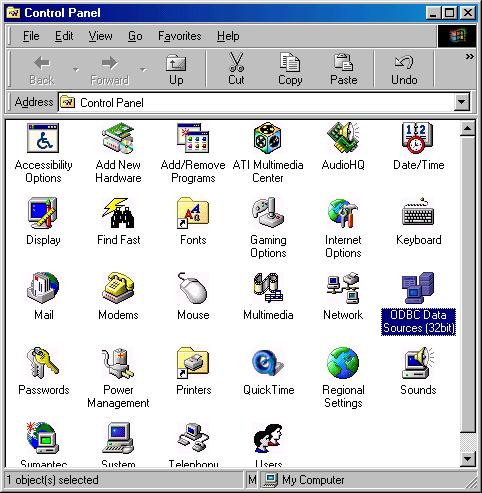 Control Panel
File Edit View Go Favorites Help
Back Forward Up Cut Copy Paste Undo »
Address Control Panel
Accessibility Options
Add New Hardware
Add/Remove Programs
ATI Multimedia Center
AudioHQ
Date/Time
Display
Find Fast
Fonts
Gaming Options
Internet Options
Keyboard
Mail
Modems
Mouse
Multimedia
Network
ODBC Data Sources (32bit)
Passwords
Power Management
Printers
QuickTime
Regional Settings
Sounds
Symantec
System
Telephony
Users
1 object(s) selected M My Computer